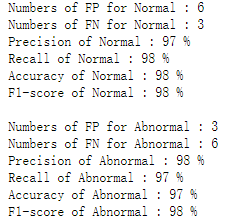 Numbers of FP for Normal : 6
Numbers of FN for Normal : 3
Precision of Normal : 97 %
Recall of Normal : 98 %
Accuracy of Normal : 98 %
F1-score of Normal : 98 %
Numbers of FP for Abnormal : 3
Numbers of FN for Abnormal : 6
Precision of Abnormal : 98 %
Recall of Abnormal : 97 %
Accuracy of Abnormal : 97 %
F1-score of Abnormal : 98 %